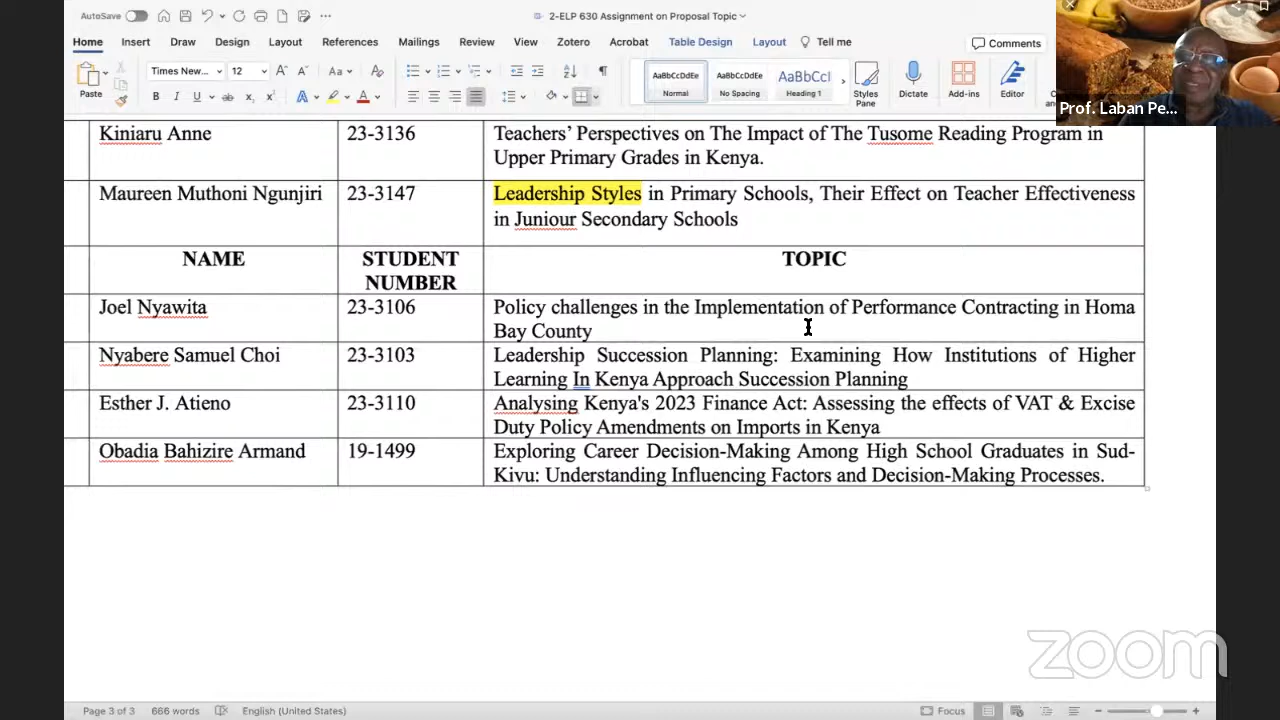 AutoSave
2-ELP 630 Assignment on Proposal Topic
Home Insert Draw Design Layout References Mailings Review View Zotero Acrobat Table Design Layout Tell me
Comments
Paste
Times New... 12
Aa
B I U ab x x A A
AaBbCcDdEe AaBbCcDdEe AaBbCcI
Normal No Spacing Heading 1
Styles Pane
Dictate
Add-ins
Editor
Prof. Laban Pe...
Kiniaru Anne 23-3136 Teachers’ Perspectives on The Impact of The Tusome Reading Program in
Upper Primary Grades in Kenya.
Maureen Muthoni Ngunjiri 23-3147 Leadership Styles in Primary Schools, Their Effect on Teacher Effectiveness
in Juniour Secondary Schools
NAME STUDENT NUMBER TOPIC
Joel Nyawita 23-3106 Policy challenges in the Implementation of Performance Contracting in Homa
Bay County
Nyabere Samuel Choi 23-3103 Leadership Succession Planning: Examining How Institutions of Higher
Learning In Kenya Approach Succession Planning
Esther J. Atieno 23-3110 Analysing Kenya's 2023 Finance Act: Assessing the effects of VAT & Excise
Duty Policy Amendments on Imports in Kenya
Obadia Bahizire Armand 19-1499 Exploring Career Decision-Making Among High School Graduates in Sud-
Kivu: Understanding Influencing Factors and Decision-Making Processes.
zoom
Page 3 of 3 666 words English (United States) Focus